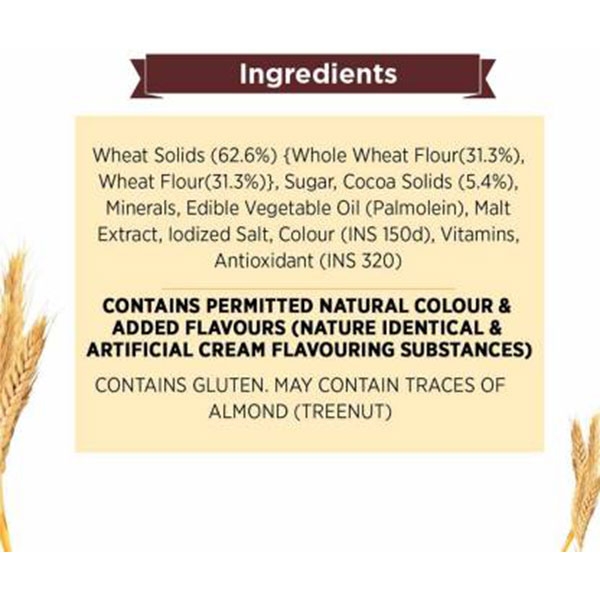 Ingredients
Wheat Solids (62.6%) {Whole Wheat Flour(31.3%),
Wheat Flour(31.3%)}, Sugar, Cocoa Solids (5.4%),
Minerals, Edible Vegetable Oil (Palmolein), Malt
Extract, Iodized Salt, Colour (INS 150d), Vitamins,
Antioxidant (INS 320)
CONTAINS PERMITTED NATURAL COLOUR &
ADDED FLAVOURS (NATURE IDENTICAL &
ARTIFICIAL CREAM FLAVOURING SUBSTANCES)
CONTAINS GLUTEN. MAY CONTAIN TRACES OF
ALMOND (TREENUT)